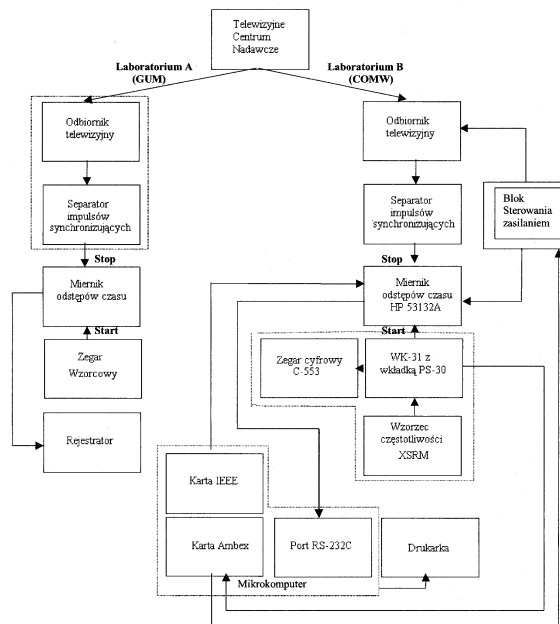 Telewizyjne
Centrum
Nadawcze
Laboratorium A
(GUM)
Laboratorium B
(COMW)
Odbiornik
telewizyjny
Odbiornik
telewizyjny
Separator
impulsów
synchronizujących
Separator
impulsów
synchronizujących
Blok
Sterowania
zasilaniem
Stop
Stop
Miernik
odstępów czasu
Miernik
odstępów czasu
HP 53132A
Start
Start
Zegar
Wzorcowy
Zegar cyfrowy
C-553
WK-31 z
wkładką PS-30
Rejestrator
Wzorzec
częstotliwości
XSRM
Karta IEEE
Karta Ambex
Port RS-232C
Drukarka
Mikrokomputer